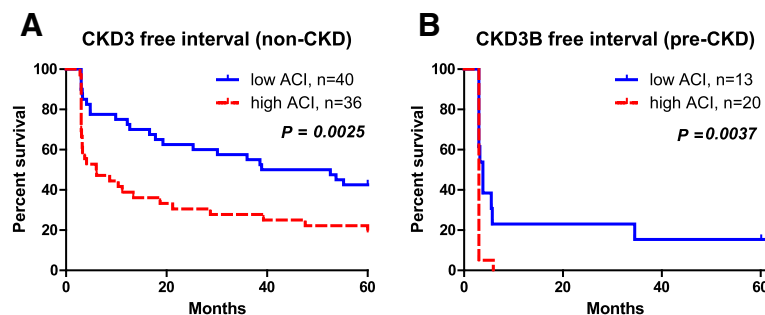 A
CKD3 free interval (non-CKD)
100
80
60
40
20
0
Percent survival
low ACI, n=40
high ACI, n=36
P = 0.0025
0
20
40
60
Months
B
CKD3B free interval (pre-CKD)
100
80
60
40
20
0
Percent survival
low ACI, n=13
high ACI, n=20
P =0.0037
0
20
40
60
Months